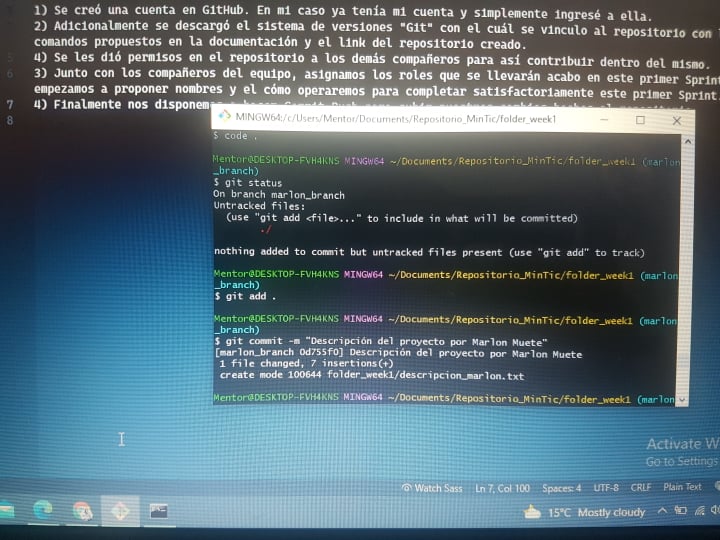 1) Se creó una cuenta en GitHub. En mi caso ya tenía mi cuenta y simplemente ingresé a ella.
2) Adicionalmente se descargó el sistema de versiones "Git" con el cuál se vinculo al repositorio con
comandos propuestos en la documentación y el link del repositorio creado.
5 4) Se les dió permisos en el repositorio a los demás compañeros para así contribuir dentro del mismo.
6 3) Junto con los compañeros del equipo, asignamos los roles que se llevarán acabo en este primer Sprint
empezamos a proponer nombres y el cómo operaremos para completar satisfactoriamente este primer Sprint.
7 4) Finalmente nos disponemos
8
MINGW64:/c/Users/Mentor/Documents/Repositorio_MinTic/folder_week1
$ code .
Mentor@DESKTOP-FVH4KNS MINGW64 ~/Documents/Repositorio_MinTic/folder_week1 (marlon
_branch)
$ git status
On branch marlon_branch
Untracked files:
(use "git add <file>..." to include in what will be committed)
./
nothing added to commit but untracked files present (use "git add" to track)
Mentor@DESKTOP-FVH4KNS MINGW64 ~/Documents/Repositorio_MinTic/folder_week1 (marlon
_branch)
$ git add .
Mentor@DESKTOP-FVH4KNS MINGW64 ~/Documents/Repositorio_MinTic/folder_week1 (marlon
_branch)
$ git commit -m "Descripción del proyecto por Marlon Muete"
[marlon_branch 0d755f0] Descripción del proyecto por Marlon Muete
1 file changed, 7 insertions(+)
create mode 100644 folder_week1/descripcion_marlon.txt
Mentor@DESKTOP-FVH4KNS MINGW64 ~/Documents/Repositorio_MinTic/folder_week1 (marlon
Activate W
Go to Settings
Watch Sass Ln 7, Col 100 Spaces: 4 UTF-8 CRLF Plain Text
15°C Mostly cloudy